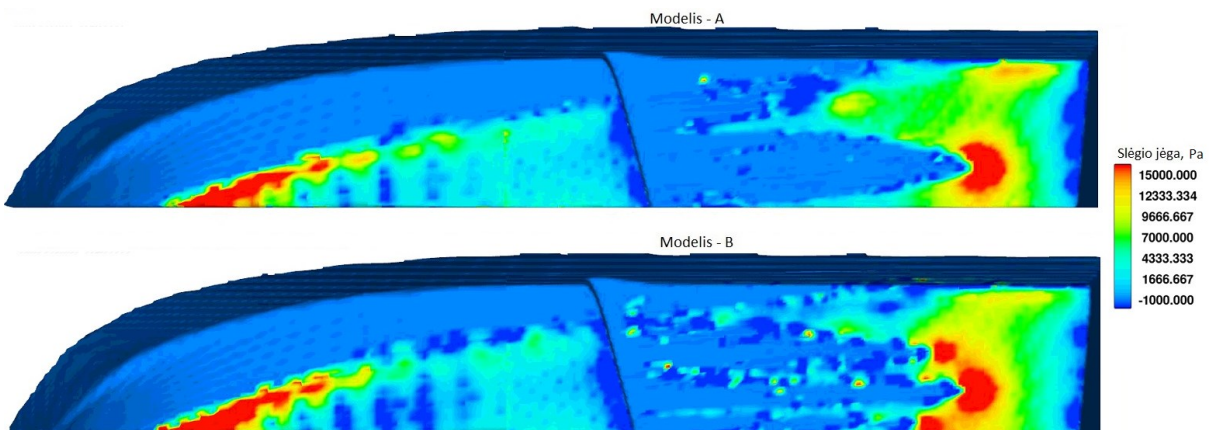 Modelis - A
Slėgio jėga, Pa
15000.000
12333.334
9666.667
7000.000
4333.333
1666.667
-1000.000
Modelis - B